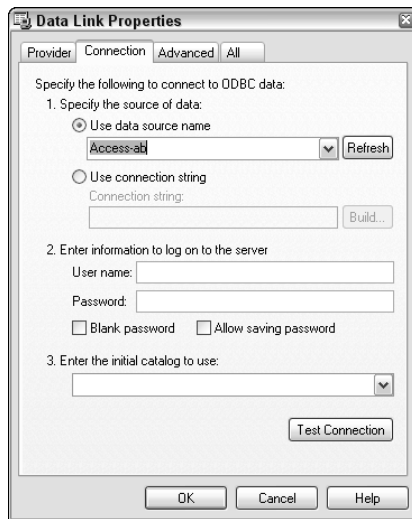 Data Link Properties
Provider Connection Advanced All
Specify the following to connect to ODBC data:
1. Specify the source of data:
Use data source name
Access-ab Refresh
Use connection string
Connection string:
Build...
2. Enter information to log on to the server
User name:
Password:
Blank password Allow saving password
3. Enter the initial catalog to use:
Test Connection
OK Cancel Help